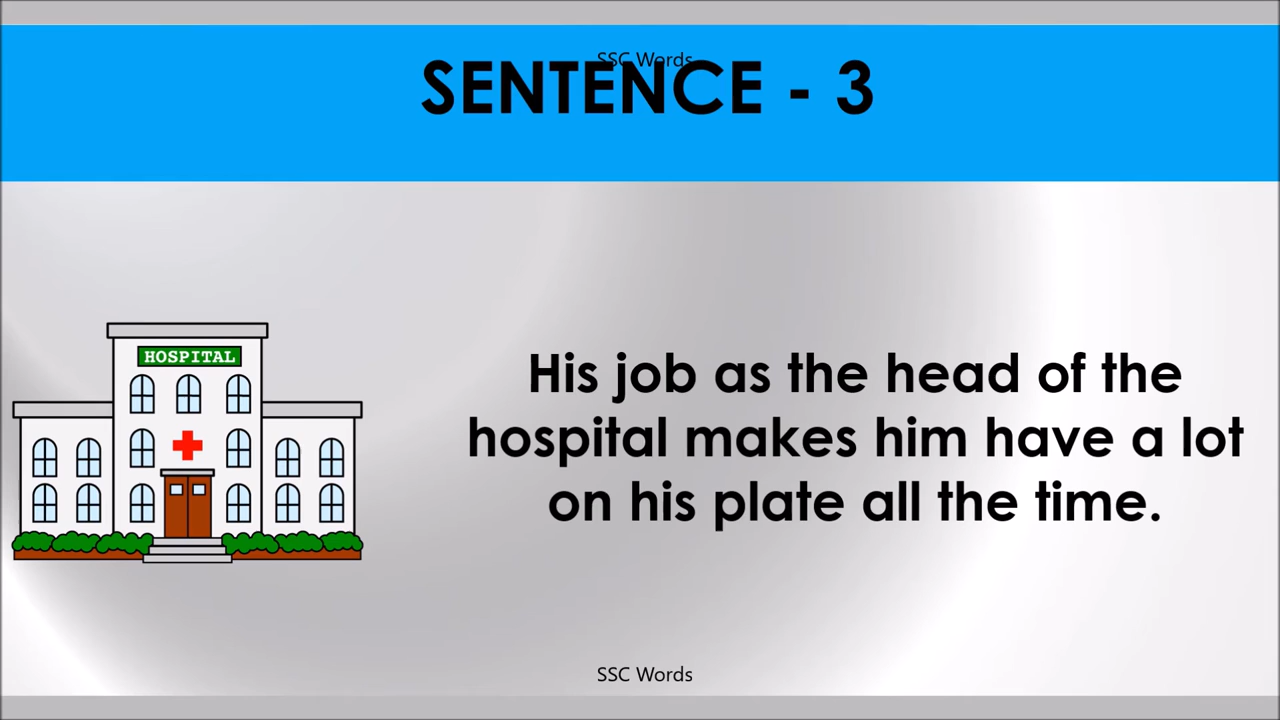 SSC Words
SENTENCE - 3
HOSPITAL
His job as the head of the
hospital makes him have a lot
on his plate all the time.
SSC Words